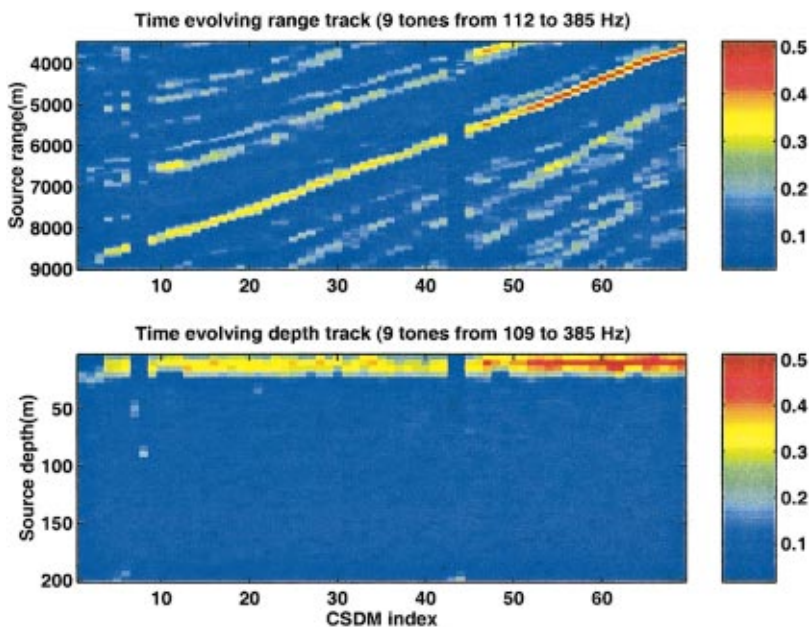 Time evolving range track (9 tones from 112 to 385 Hz)
Source range(m)
4000
5000
6000
7000
8000
9000
10 20 30 40 50 60
0.5
0.4
0.3
0.2
0.1
Time evolving depth track (9 tones from 109 to 385 Hz)
Source depth(m)
50
100
150
200
10 20 30 40 50 60
CSDM index
0.5
0.4
0.3
0.2
0.1